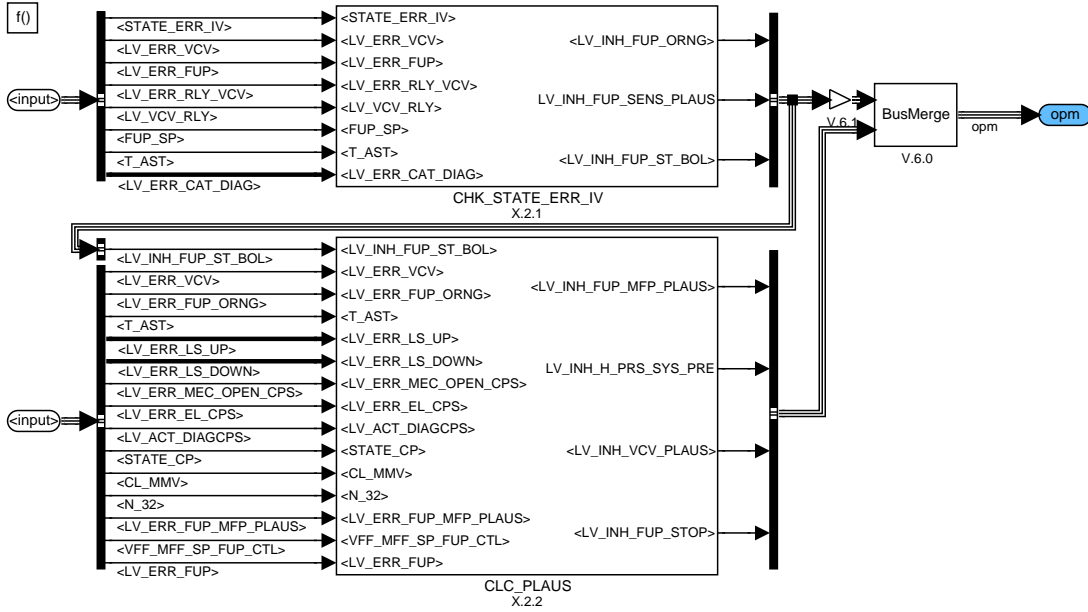 f()
<input>
<STATE_ERR_IV>
<LV_ERR_VCV>
<LV_ERR_FUP>
<LV_ERR_RLY_VCV>
<LV_VCV_RLY>
<FUP_SP>
<T_AST>
<LV_ERR_CAT_DIAG>
<STATE_ERR_IV>
<LV_ERR_VCV>
<LV_ERR_FUP>
<LV_ERR_RLY_VCV>
<LV_VCV_RLY>
<FUP_SP>
<T_AST>
<LV_ERR_CAT_DIAG>
<LV_INH_FUP_ORNG>
LV_INH_FUP_SENS_PLAUS
<LV_INH_FUP_ST_BOL>
CHK_STATE_ERR_IV
X.2.1
V.6.1
BusMerge
V.6.0
opm
opm
<input>
<LV_INH_FUP_ST_BOL>
<LV_ERR_VCV>
<LV_ERR_FUP_ORNG>
<T_AST>
<LV_ERR_LS_UP>
<LV_ERR_LS_DOWN>
<LV_ERR_MEC_OPEN_CPS>
<LV_ERR_EL_CPS>
<LV_ACT_DIAGCPS>
<STATE_CP>
<CL_MMV>
<N_32>
<LV_ERR_FUP_MFP_PLAUS>
<VFF_MFF_SP_FUP_CTL>
<LV_ERR_FUP>
<LV_INH_FUP_ST_BOL>
<LV_ERR_VCV>
<LV_ERR_FUP_ORNG>
<T_AST>
<LV_ERR_LS_UP>
<LV_ERR_LS_DOWN>
<LV_ERR_MEC_OPEN_CPS>
<LV_ERR_EL_CPS>
<LV_ACT_DIAGCPS>
<STATE_CP>
<CL_MMV>
<N_32>
<LV_ERR_FUP_MFP_PLAUS>
<VFF_MFF_SP_FUP_CTL>
<LV_ERR_FUP>
<LV_INH_FUP_MFP_PLAUS>
LV_INH_H_PRS_SYS_PRE
<LV_INH_VCV_PLAUS>
<LV_INH_FUP_STOP>
CLC_PLAUS
X.2.2